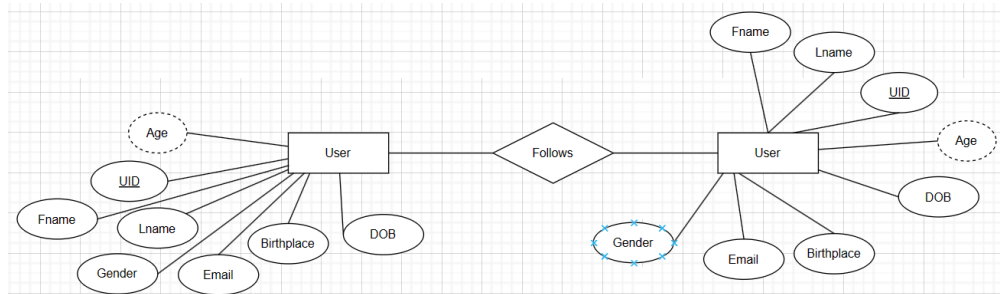 Fname
Lname
UID
Age
User
Follows
User
Age
UID
DOB
Fname
Lname
Birthplace
DOB
Gender
Email
Birthplace
Gender
Email